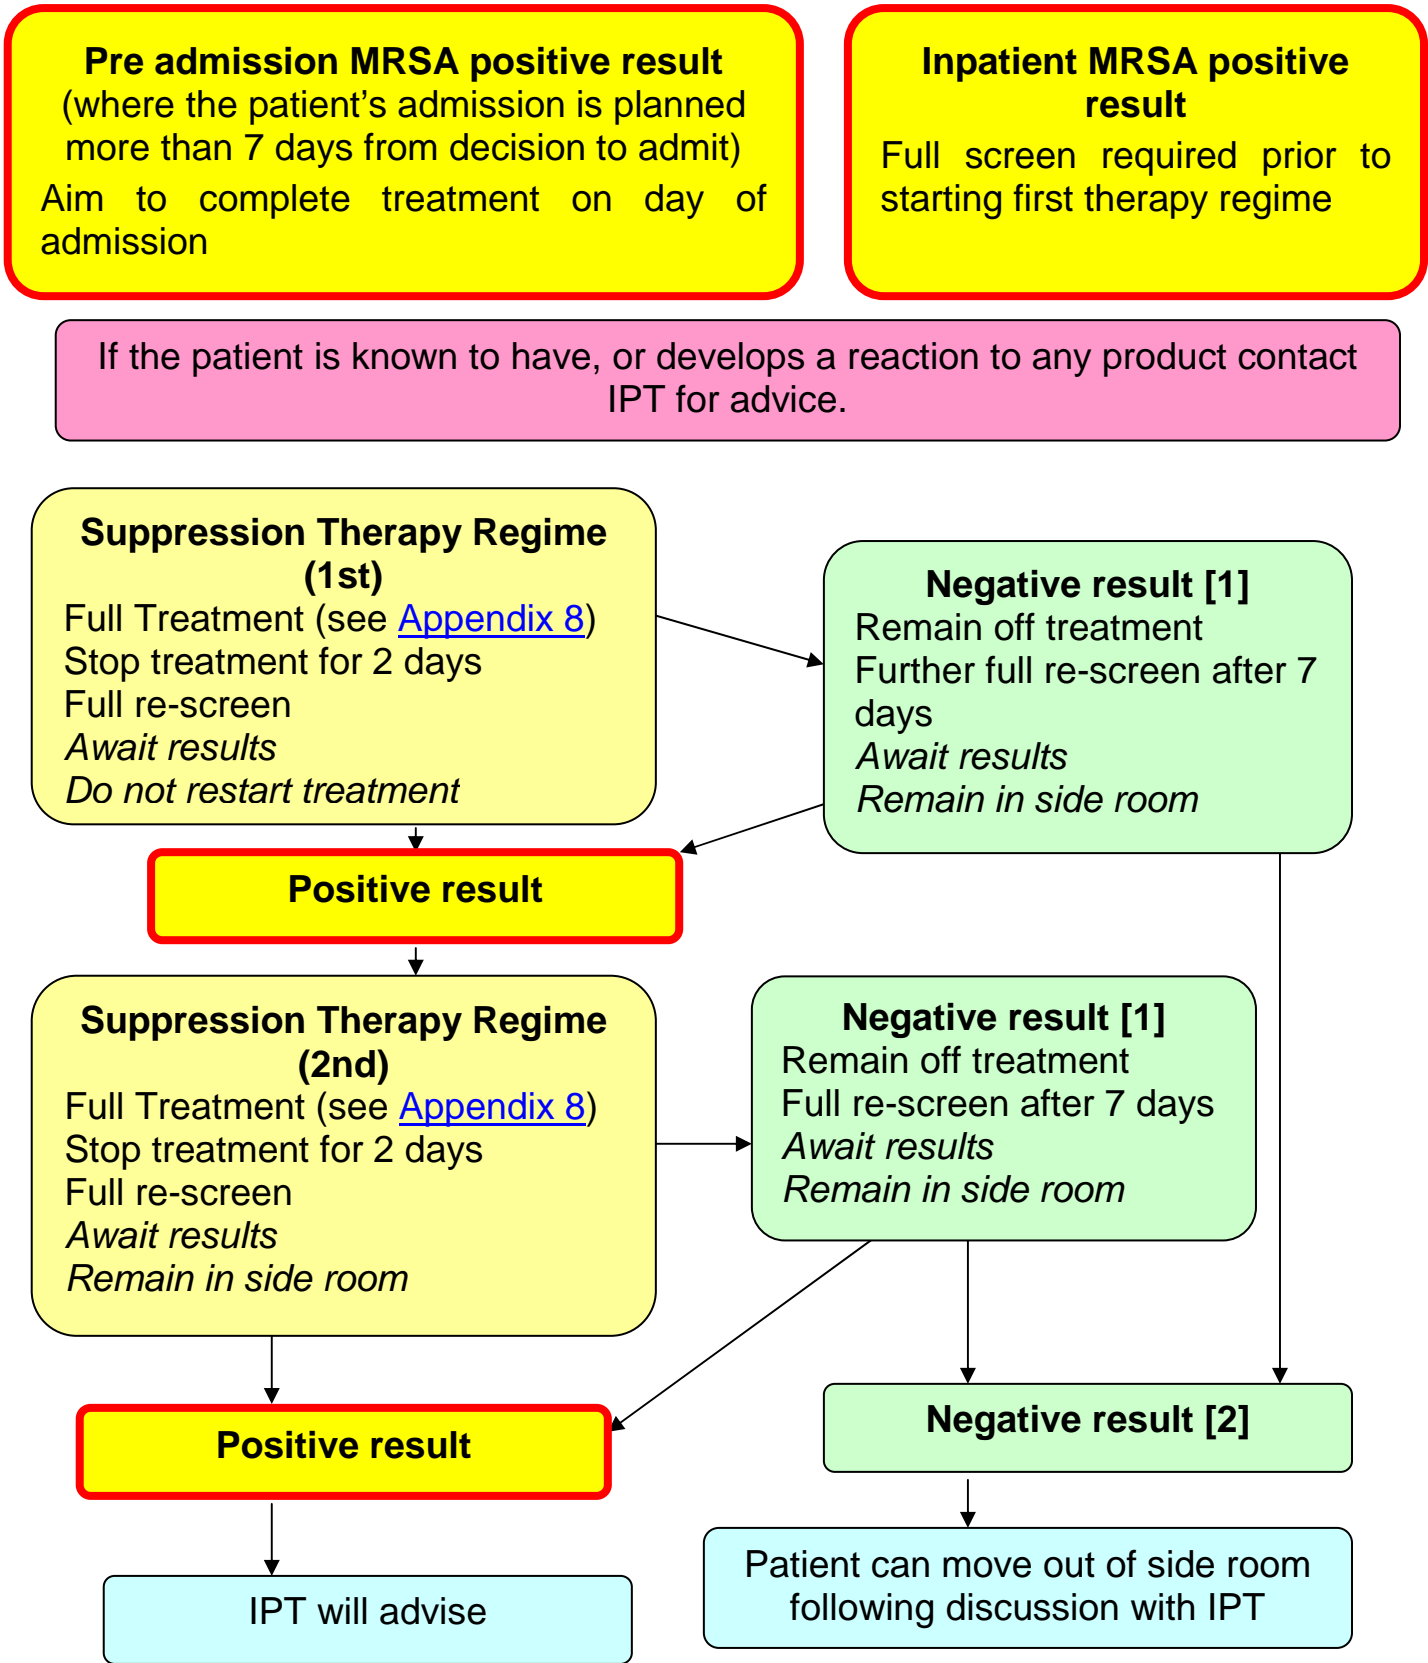 Pre admission MRSA positive result
(where the patient's admission is planned
more than 7 days from decision to admit)
Aim to complete treatment on day of
admission
Inpatient MRSA positive
result
Full screen required prior to
starting first therapy regime
If the patient is known to have, or develops a reaction to any product contact
IPT for advice.
Suppression Therapy Regime
(1st)
Full Treatment (see Appendix 8)
Stop treatment for 2 days
Full re-screen
Await results
Do not restart treatment
Negative result [1]
Remain off treatment
Further full re-screen after 7
days
Await results
Remain in side room
Positive result
Suppression Therapy Regime
(2nd)
Full Treatment (see Appendix 8)
Stop treatment for 2 days
Full re-screen
Await results
Remain in side room
Negative result [1]
Remain off treatment
Full re-screen after 7 days
Await results
Remain in side room
Positive result
Negative result [2]
IPT will advise
Patient can move out of side room
following discussion with IPT